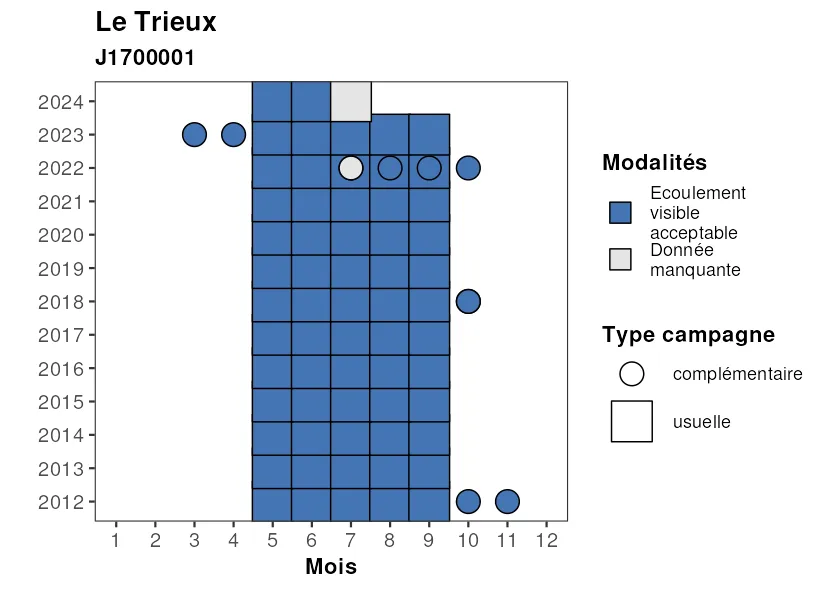 Le Trieux
J1700001
2024
2023
2022
2021
2020
2019
2018
2017
2016
2015
2014
2013
2012
1 2 3 4 5 6 7 8 9 10 11 12
Mois
Modalités
Ecoulement
visible
acceptable
Donnée
manquante
Type campagne
complémentaire
usuelle